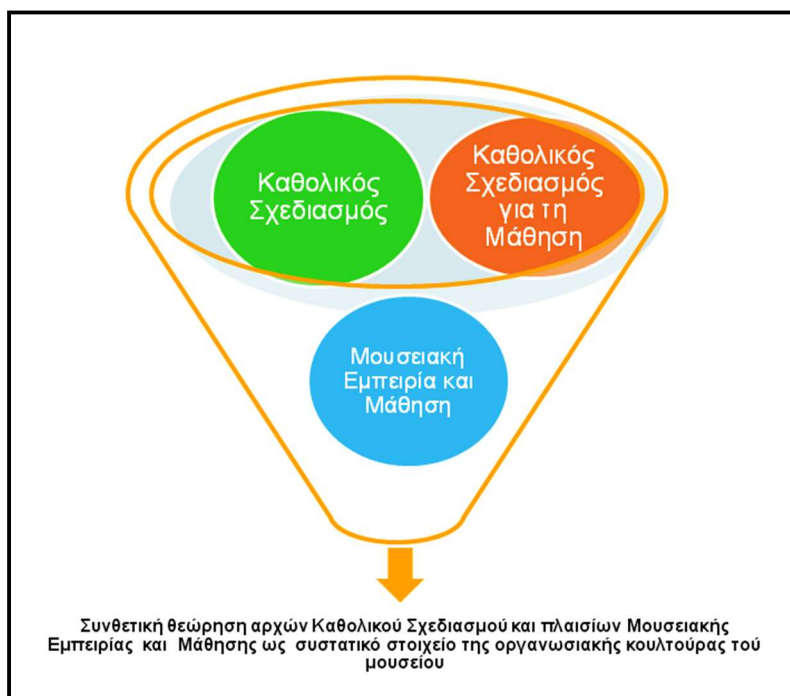 Καθολικός
Σχεδιασμός
Καθολικός
Σχεδιασμός
για τη
Μάθηση
Μουσειακή
Εμπειρία και
Μάθηση
Συνθετική θεώρηση αρχών Καθολικού Σχεδιασμού και πλαισίων Μουσειακής
Εμπειρίας και Μάθησης ως συστατικό στοιχείο της οργανωσιακής κουλτούρας τού
μουσείου